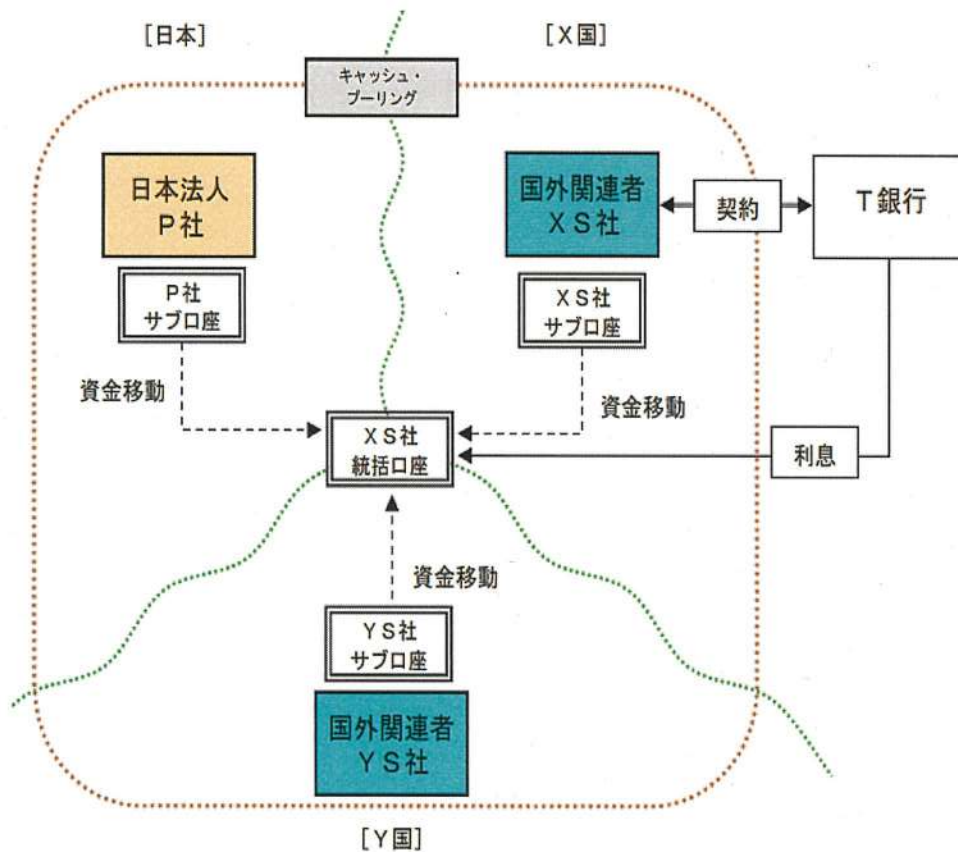 [日本]
[X国]
キャッシュ・
プーリング
日本法人
P社
国外関連者
XS社
契約
T銀行
P社
サブ口座
XS社
サブ口座
資金移動
資金移動
XS社
統括口座
利息
資金移動
YS社
サブ口座
国外関連者
YS社
[Y国]